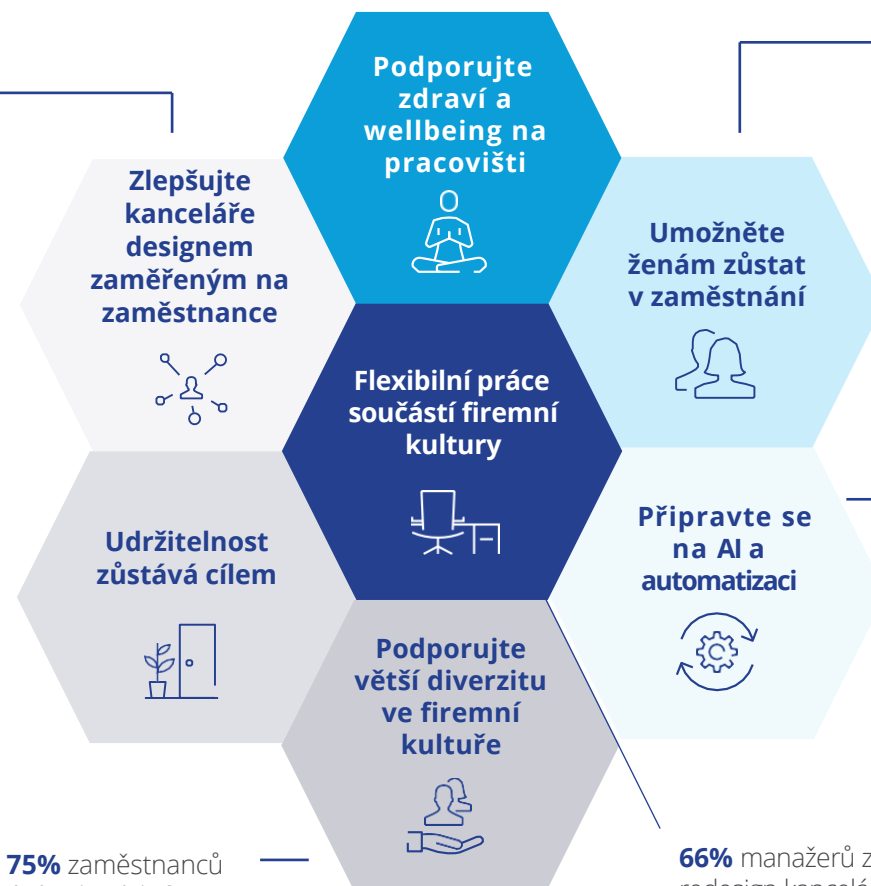 Podporujte
zdraví a
wellbeing na
pracovišti
Zlepšujte
kanceláře
designem
zaměřeným na
zaměstnance
Umožněte
ženám zůstat
v zaměstnání
Flexibilní práce
součástí firemní
kultury
Udržitelnost
zůstává cílem
Připravte se
na AI a
automatizaci
Podporujte
větší diverzitu
ve firemní
kultuře
75% zaměstnanců
66% manažerů z